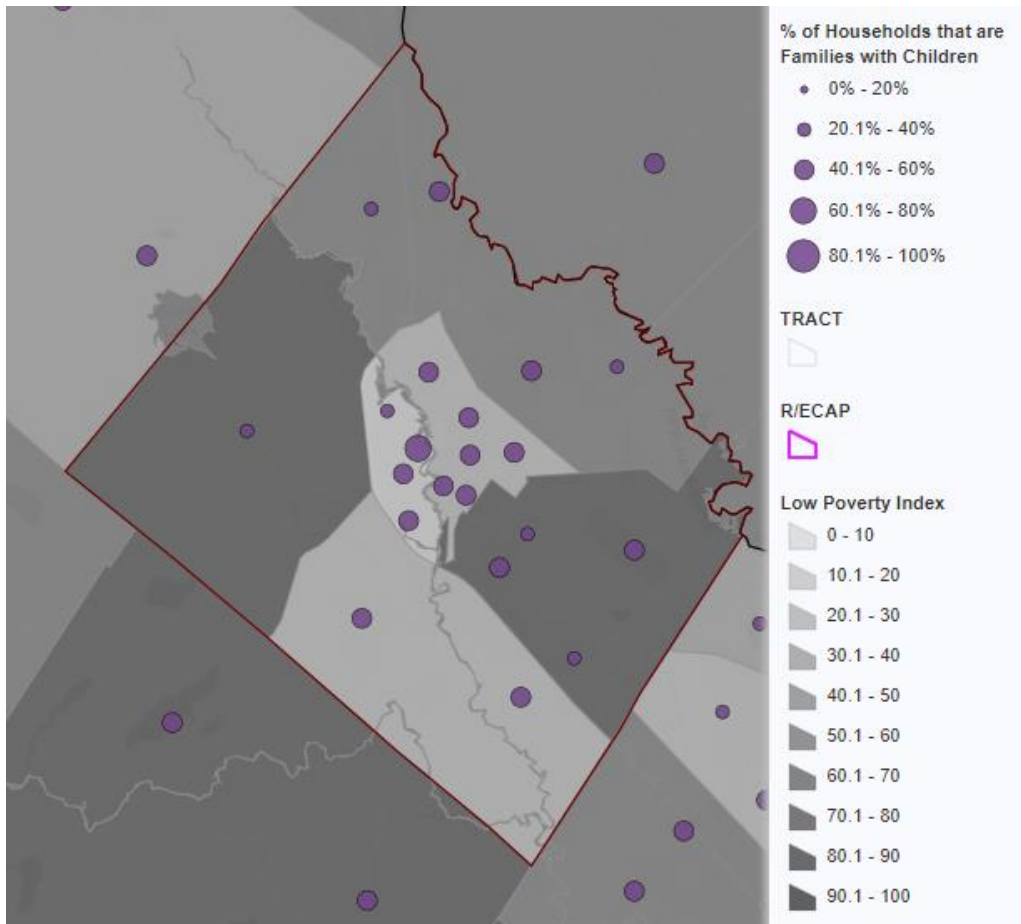 % of Households that are
Families with Children
0% - 20%
20.1% - 40%
40.1% - 60%
60.1% - 80%
80.1% - 100%
TRACT
R/ECAP
Low Poverty Index
0 - 10
10.1 - 20
20.1 - 30
30.1 - 40
40.1 - 50
50.1 - 60
60.1 - 70
70.1 - 80
80.1 - 90
90.1 - 100